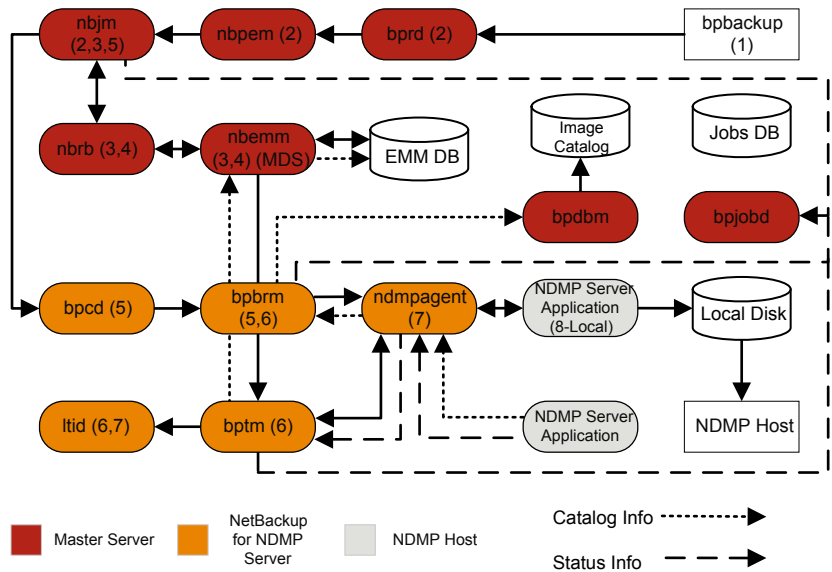 nbjm
(2,3,5)
nbpem (2)
bprd (2)
bpbackup
(1)
nbrb (3,4)
nbemm
(3,4) (MDS)
EMM DB
Image
Catalog
Jobs DB
bpdbm
bpjobd
bpcd (5)
bpbrm
(5,6)
ndmpagent
(7)
NDMP Server
Application
(8-Local)
Local Disk
ltid (6,7)
bptm (6)
NDMP Server
Application
NDMP Host
Master Server
NetBackup
for NDMP
Server
NDMP Host
Catalog Info
Status Info